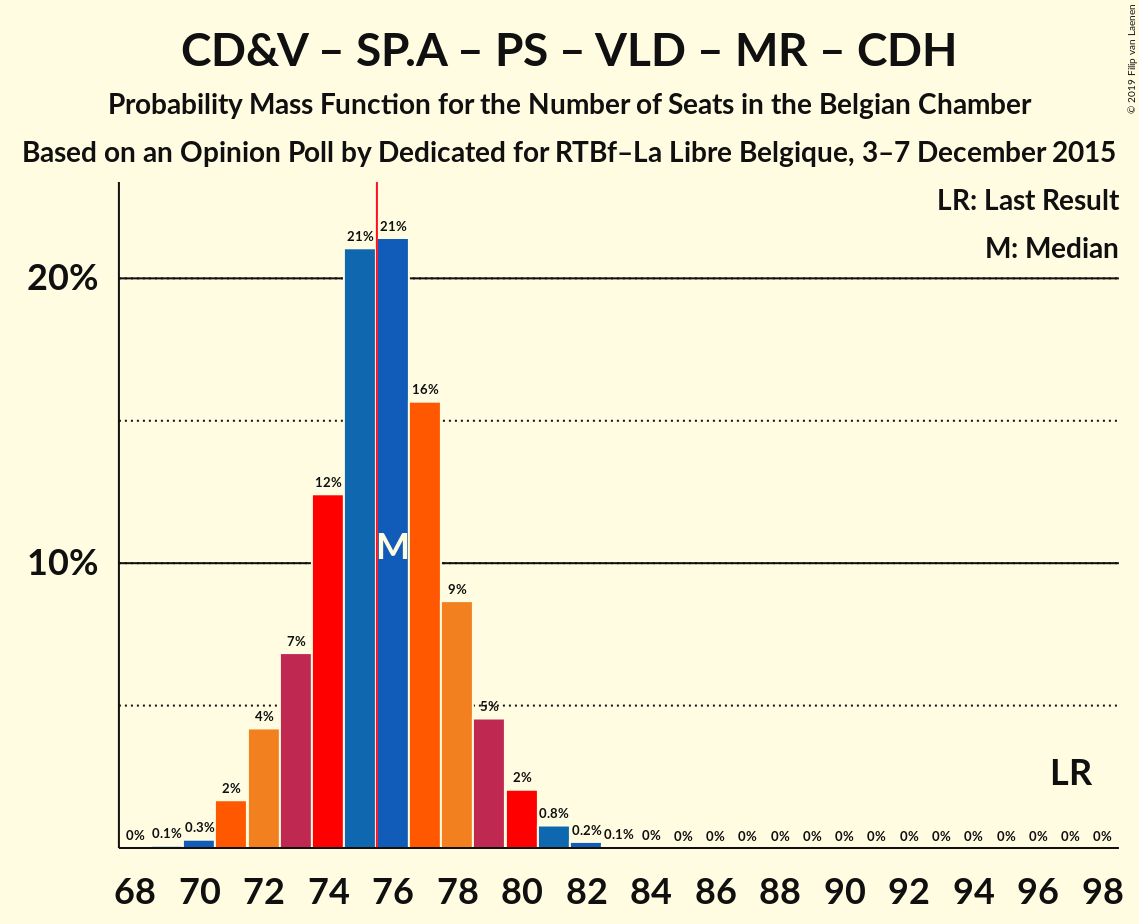 CD&V – SP.A – PS – VLD – MR – CDH
Probability Mass Function for the Number of Seats in the Belgian Chamber
Based on an Opinion Poll by Dedicated for RTBf–La Libre Belgique, 3–7 December 2015
© 2019 Filip van Laenen
LR: Last Result
M: Median
20%
10%
0% 0.1% 0.3% 2% 4% 7% 12% 21% 21% 16% 9% 5% 2% 0.8% 0.2% 0.1% 0% 0% 0% 0% 0% 0% 0% 0% 0% 0% 0% 0% 0% 0% 0%
M
LR
68 70 72 74 76 78 80 82 84 86 88 90 92 94 96 98